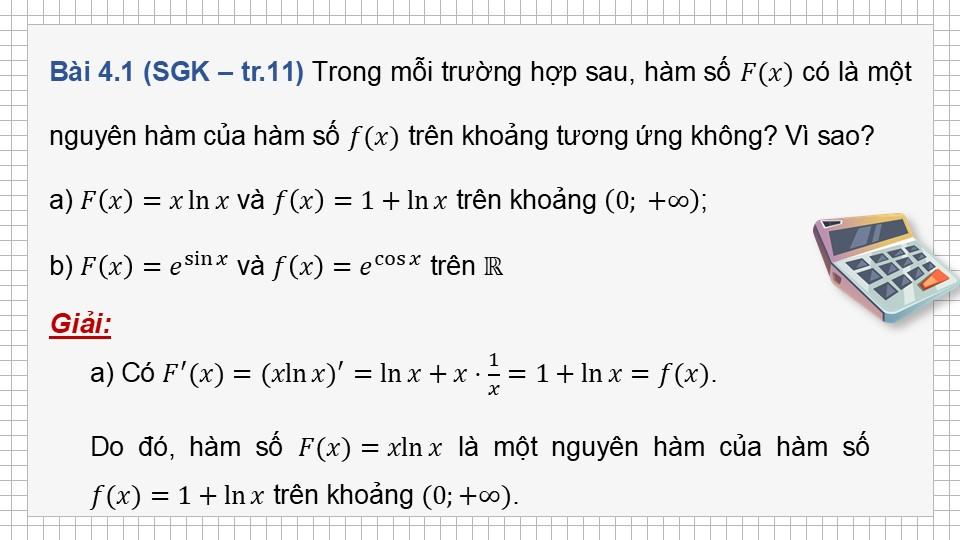 Bài 4.1 (SGK – tr.11) Trong mỗi trường hợp sau, hàm số F(x) có là một
nguyên hàm của hàm số f(x) trên khoảng tương ứng không? Vì sao?
a) F(x) = x ln x và f(x) = 1 + ln x trên khoảng (0; +∞);
b) F(x) = e^{sin x} và f(x) = e^{cos x} trên ℝ
Giải:
a) Có F′(x) = (xln x)′ = ln x + x · 1/x = 1 + ln x = f(x).
Do đó, hàm số F(x) = xln x là một nguyên hàm của hàm số
f(x) = 1 + ln x trên khoảng (0; +∞).